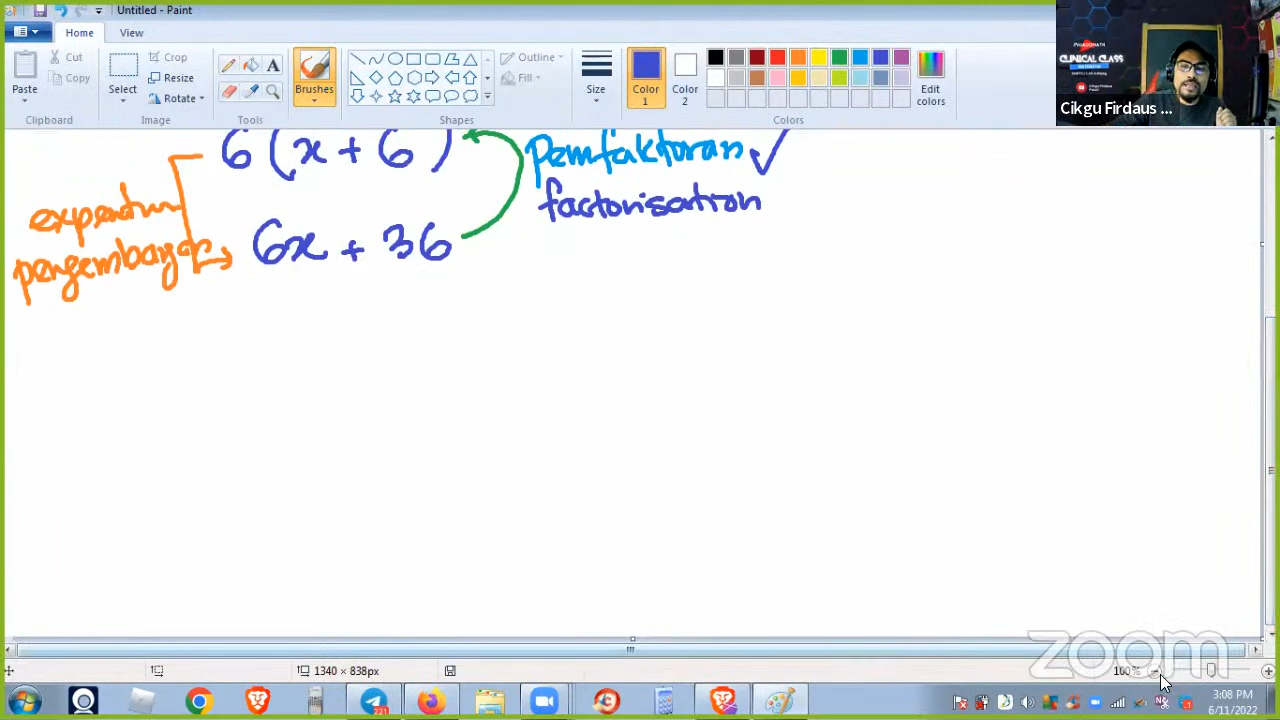 Untitled - Paint
Home View
Cut
Copy
Paste
Clipboard
Crop
Resize
Rotate
Select
Image
Tools
Brushes
Outline
Fill
Shapes
Size
Color 1
Color 2
Edit colors
Colors
CLINICAL CLASS
Cikgu Firdaus ...
6(x + 6)
Pemfaktoran ✓
factorisation
6x + 36
1340 × 838px
100%
zoom
3:08 PM
6/11/2022